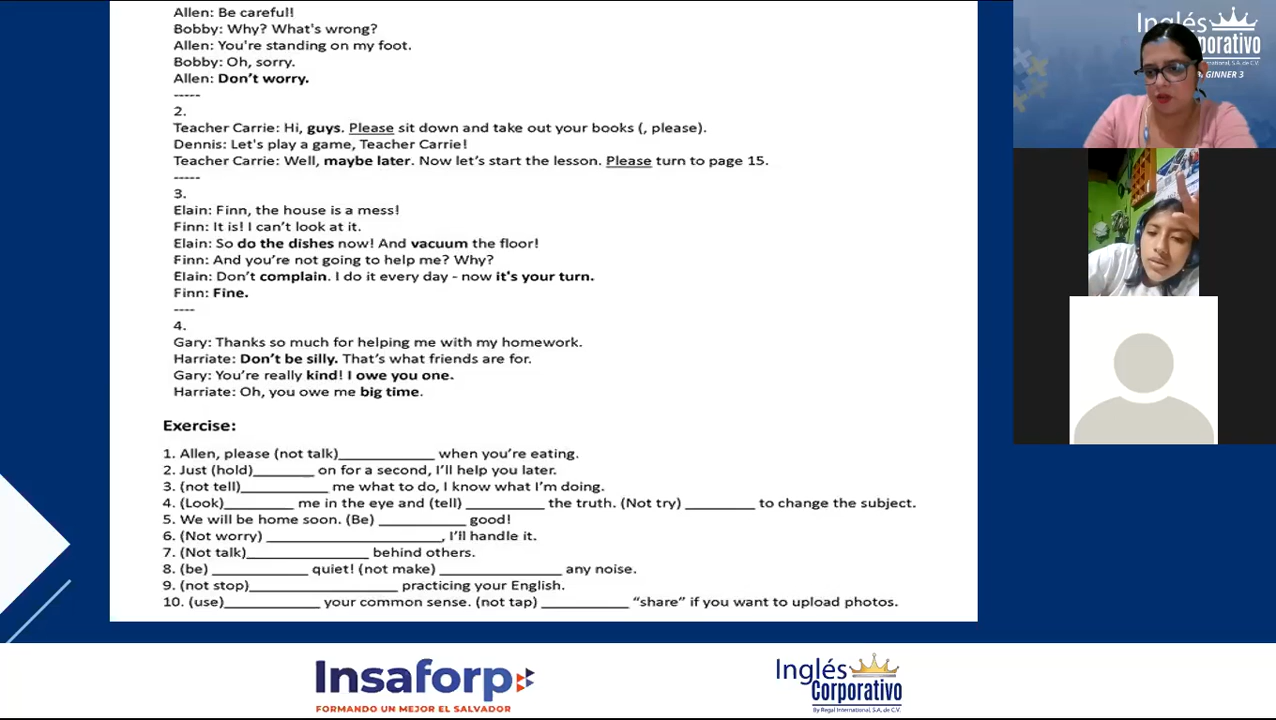 Allen: Be careful!
Bobby: Why? What's wrong?
Allen: You're standing on my foot.
Bobby: Oh, sorry.
Allen: Don't worry.
-----
2.
Teacher Carrie: Hi, guys. Please sit down and take out your books (, please).
Dennis: Let's play a game, Teacher Carrie!
Teacher Carrie: Well, maybe later. Now let's start the lesson. Please turn to page 15.
-----
3.
Elain: Finn, the house is a mess!
Finn: It is! I can't look at it.
Elain: So do the dishes now! And vacuum the floor!
Finn: And you're not going to help me? Why?
Elain: Don't complain. I do it every day - now it's your turn.
Finn: Fine.
----
4.
Gary: Thanks so much for helping me with my homework.
Harriate: Don't be silly. That's what friends are for.
Gary: You're really kind! I owe you one.
Harriate: Oh, you owe me big time.
Exercise:
1. Allen, please (not talk)____________ when you're eating.
2. Just (hold)________ on for a second, I'll help you later.
3. (not tell)___________ me what to do, I know what I'm doing.
4. (Look)_________ me in the eye and (tell) __________ the truth. (Not try) _________ to change the subject.
5. We will be home soon. (Be) ___________ good!
6. (Not worry) ______________________, I'll handle it.
7. (Not talk)________________ behind others.
8. (be) ____________ quiet! (not make) ________________ any noise.
9. (not stop)___________________ practicing your English.
10. (use)____________ your common sense. (not tap) ___________ "share" if you want to upload photos.
Inglés
porativo
GINNER 3
Insaforp
FORMANDO UN MEJOR EL SALVADOR
Inglés
Corporativo
By Regal International, S.A. de C.V.